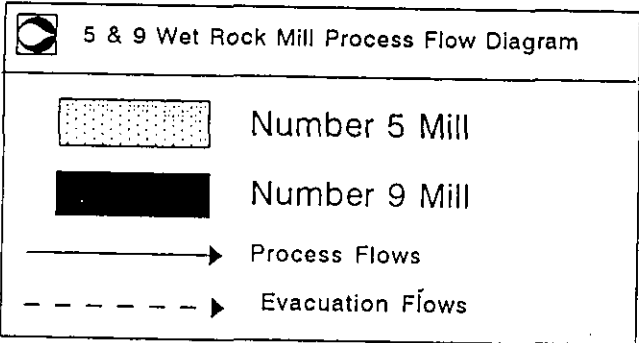 5 & 9 Wet Rock Mill Process Flow Diagram
Number 5 Mill
Number 9 Mill
Process Flows
Evacuation Flows